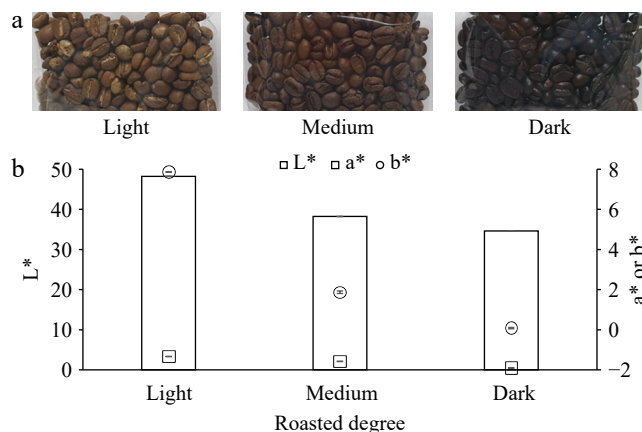 a
Light Medium Dark
b
L* a* b*
50 8
40 6
30 4
20 2
10 0
0 −2
L*
a* or b*
Light Medium Dark
Roasted degree